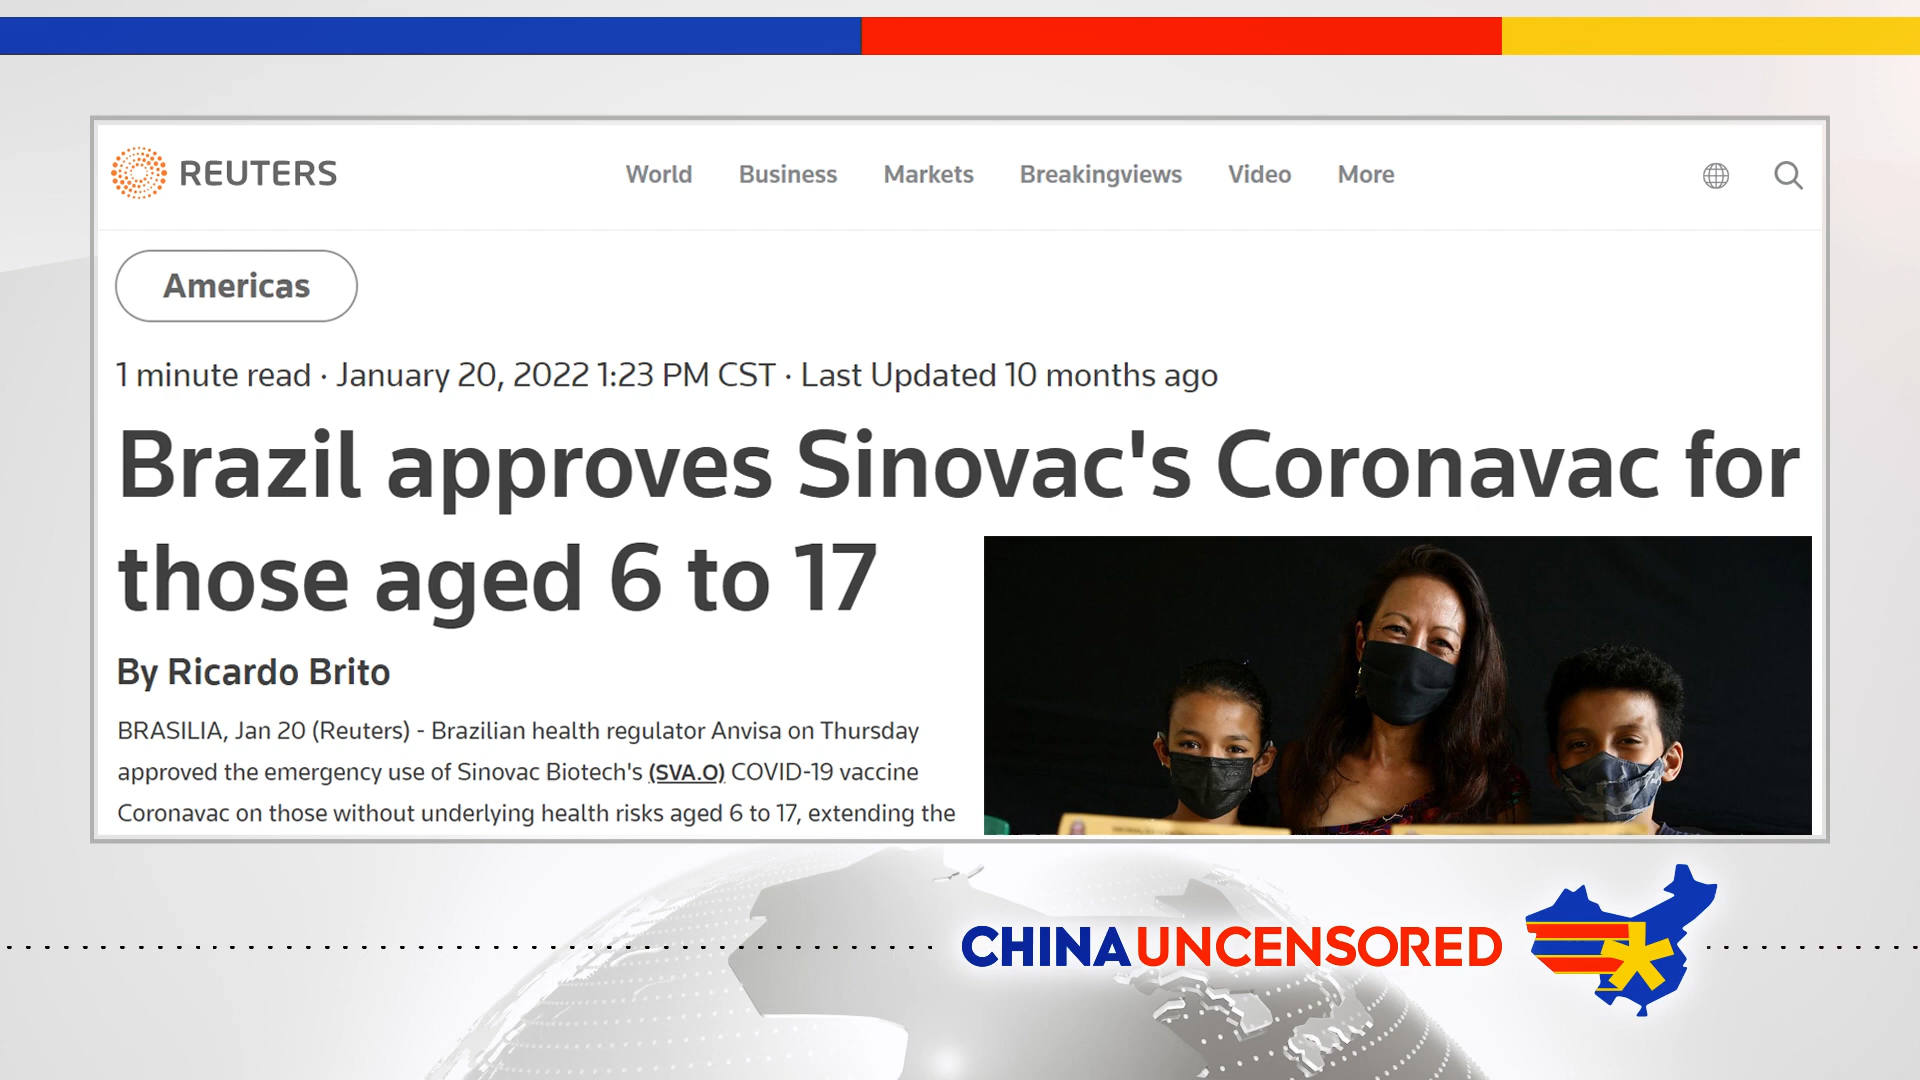 REUTERS
World Business Markets Breakingviews Video More
Americas
1 minute read · January 20, 2022 1:23 PM CST · Last Updated 10 months ago
Brazil approves Sinovac's Coronavac for
those aged 6 to 17
By Ricardo Brito
BRASILIA, Jan 20 (Reuters) - Brazilian health regulator Anvisa on Thursday
approved the emergency use of Sinovac Biotech's (SVA.O) COVID-19 vaccine
Coronavac on those without underlying health risks aged 6 to 17, extending the
CHINAUNCENSORED